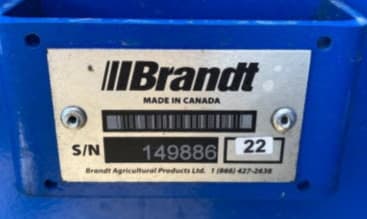 Brandt
MADE IN CANADA
S/N 149886 22
Brandt Agricultural Products Ltd. 1 (866) 427-2638